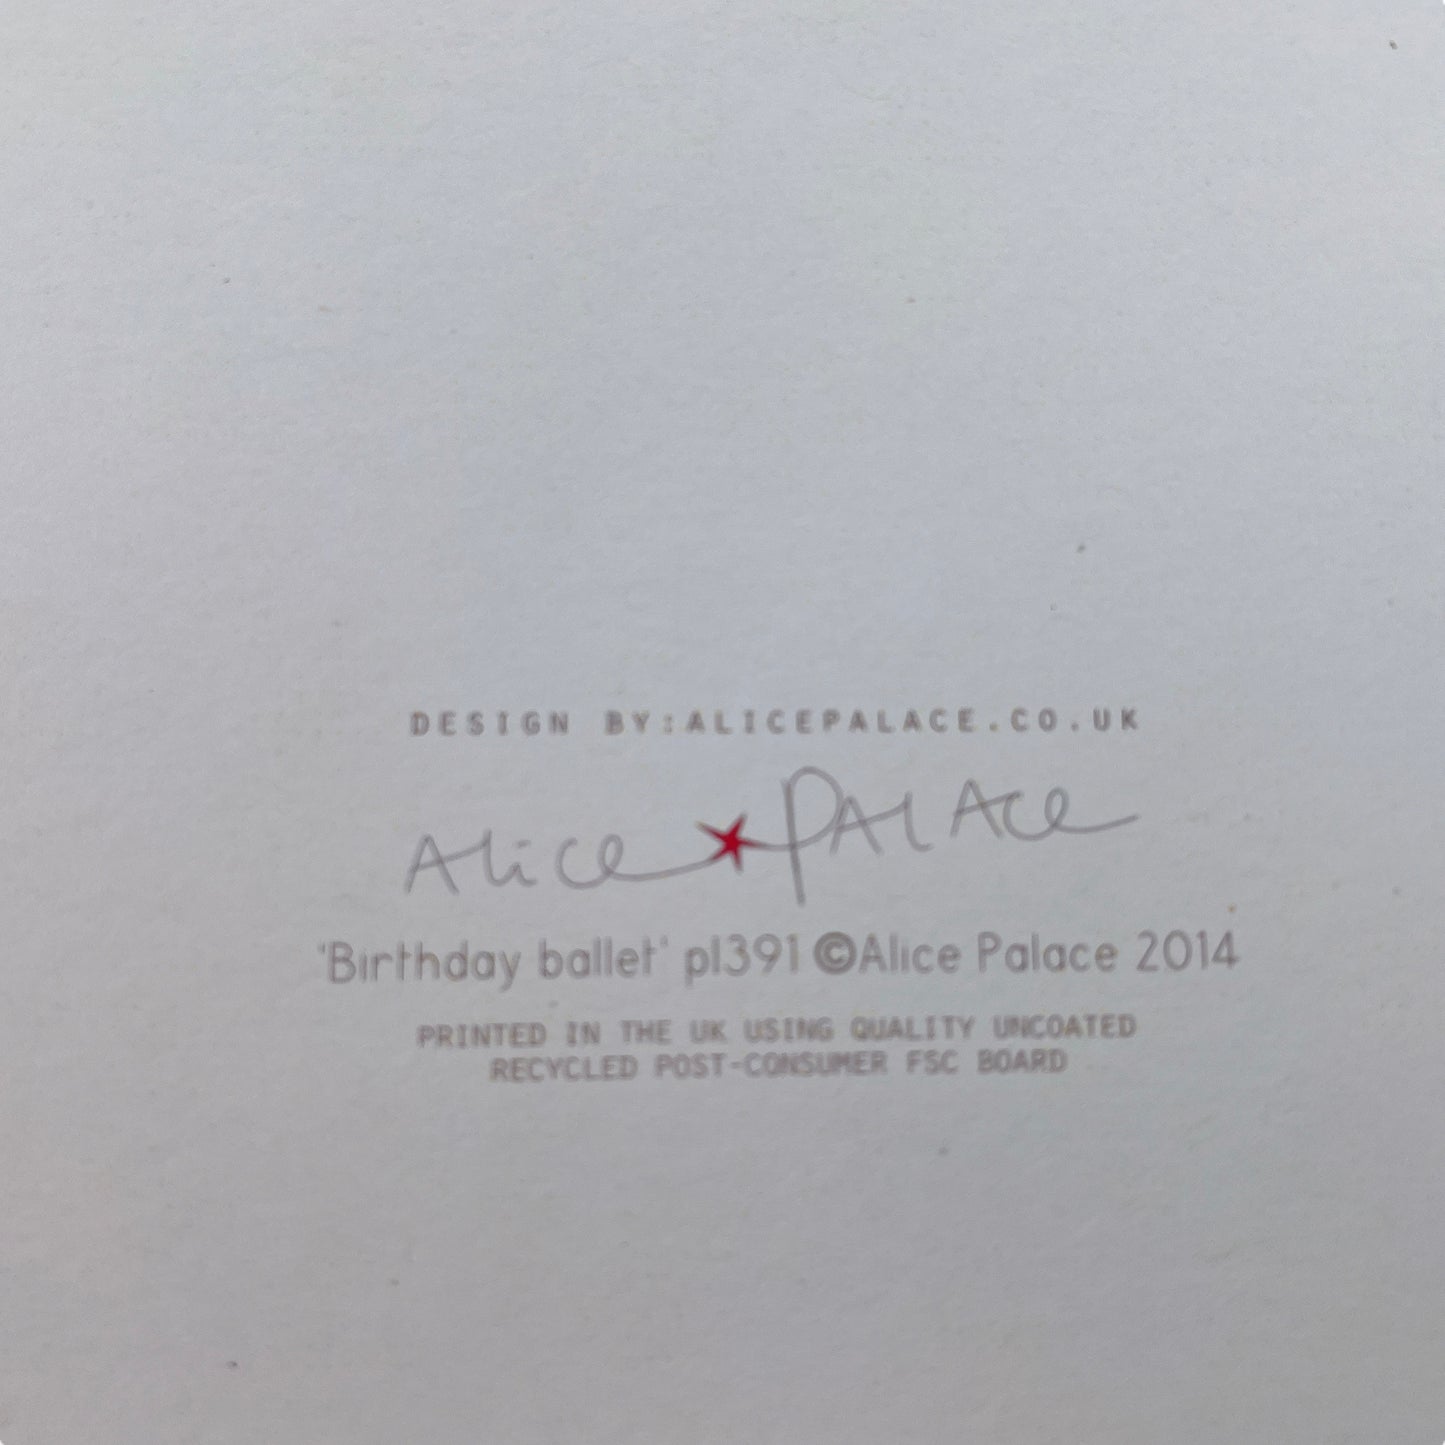 DESIGN BY:ALICEPALACE.CO.UK
Alice PALACe
'Birthday ballet' pl391 ©Alice Palace 2014
PRINTED IN THE UK USING QUALITY UNCOATED
RECYCLED POST-CONSUMER FSC BOARD